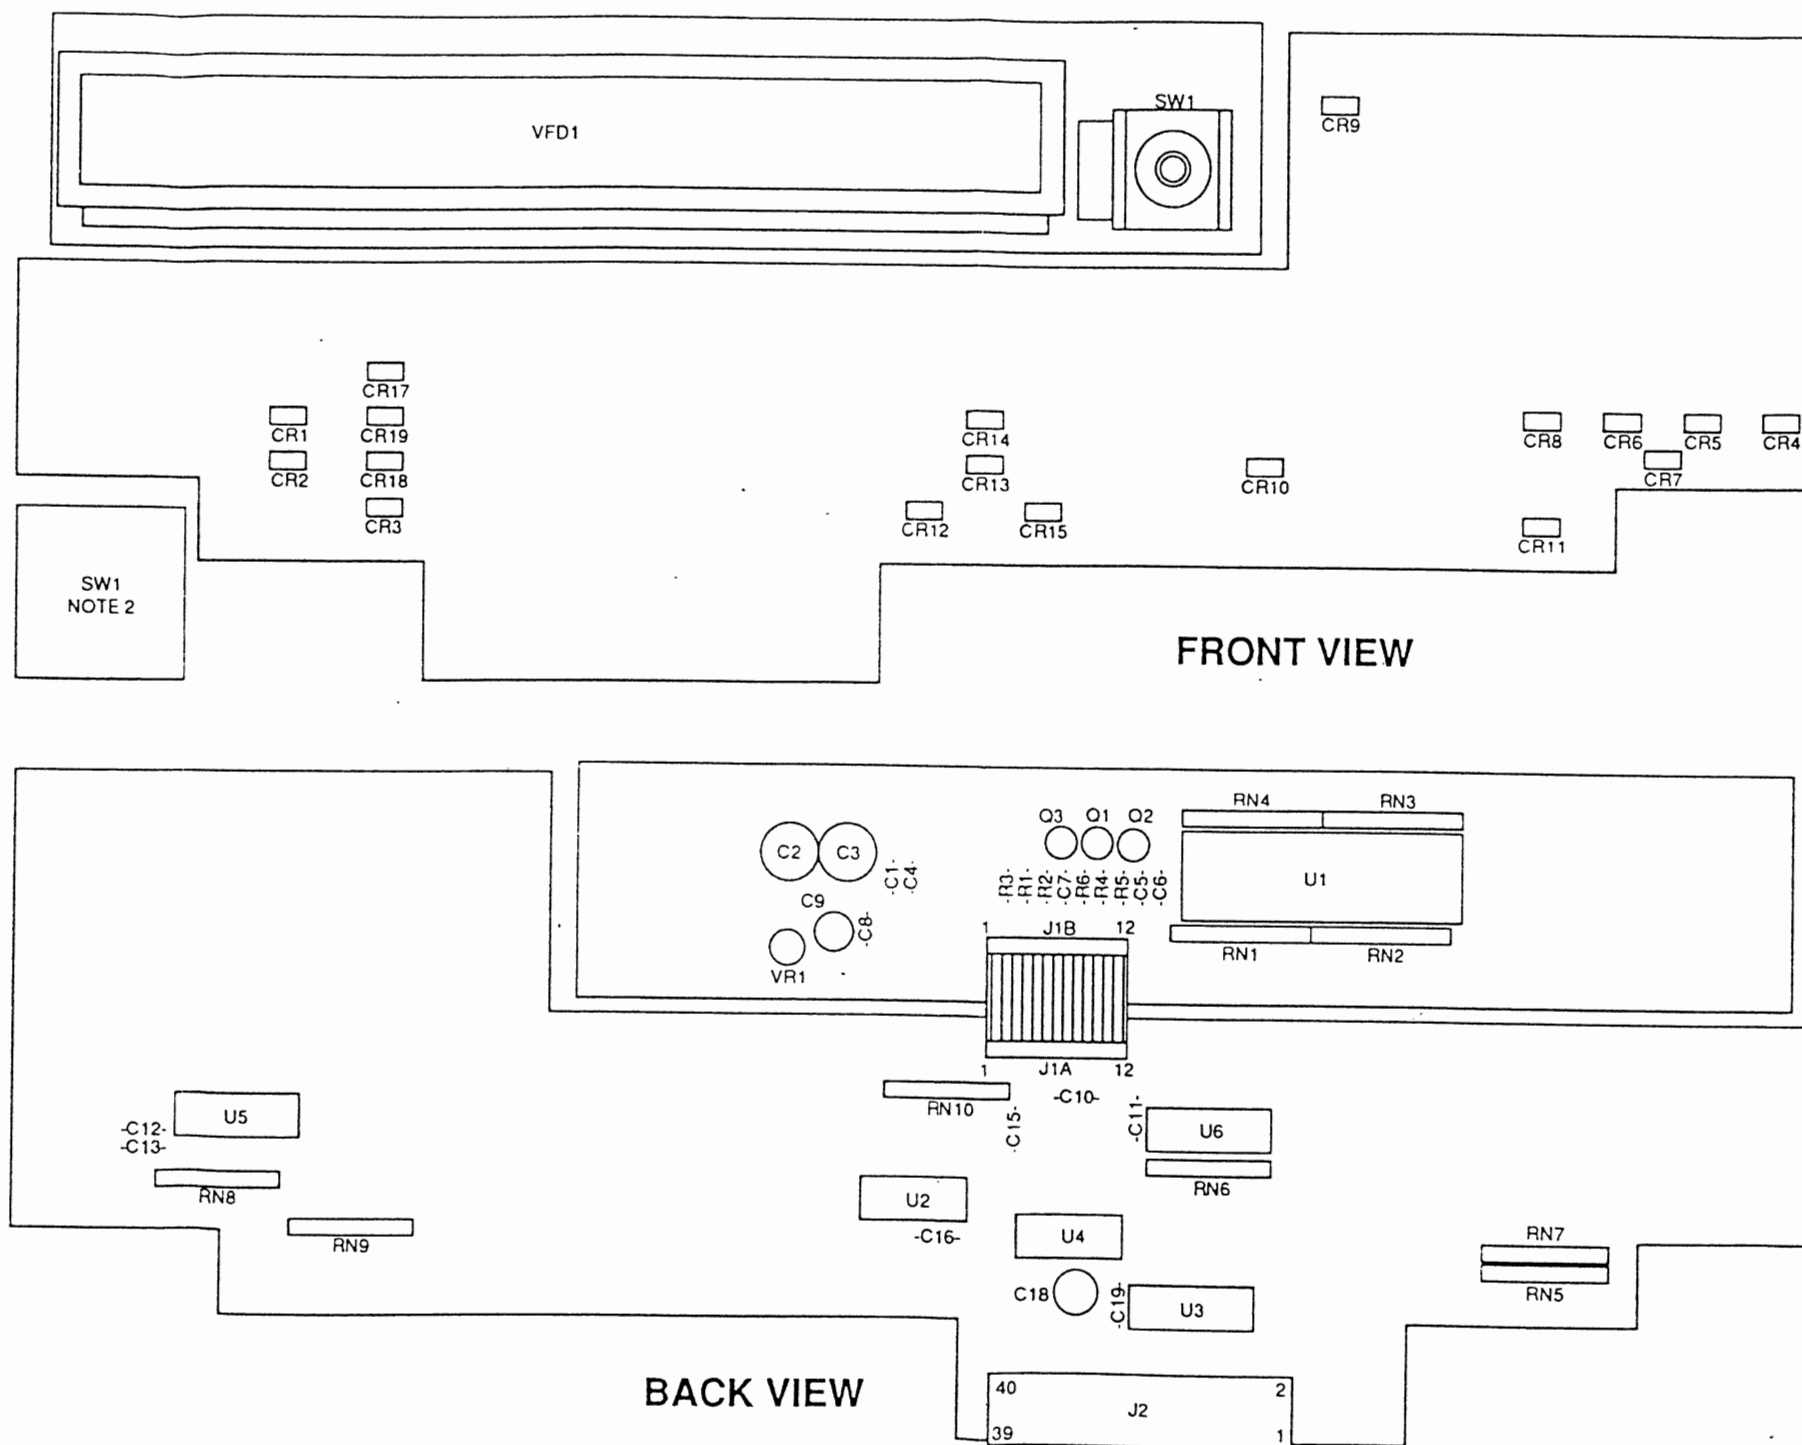 SW1
VFD1
CR9
CR17
CR1
CR19
CR14
CR8
CR6
CR5
CR4
CR2
CR18
CR13
CR10
CR7
CR3
CR12
CR15
CR11
SW1
NOTE 2
FRONT VIEW
RN4
RN3
Q3
Q1
Q2
C2
C3
-C1-
-C4-
-R3-
-R1-
-R2-
-C7-
-R6-
-R4-
-R5-
-C5-
-C6-
U1
C9
-C8-
1
J1B
12
RN1
RN2
VR1
1
J1A
12
RN10
-C10-
-C15-
-C11-
U5
-C12-
-C13-
U6
RN8
RN6
U2
-C16-
U4
RN9
RN7
C18
-C19-
U3
RN5
BACK VIEW
40
2
J2
39
1